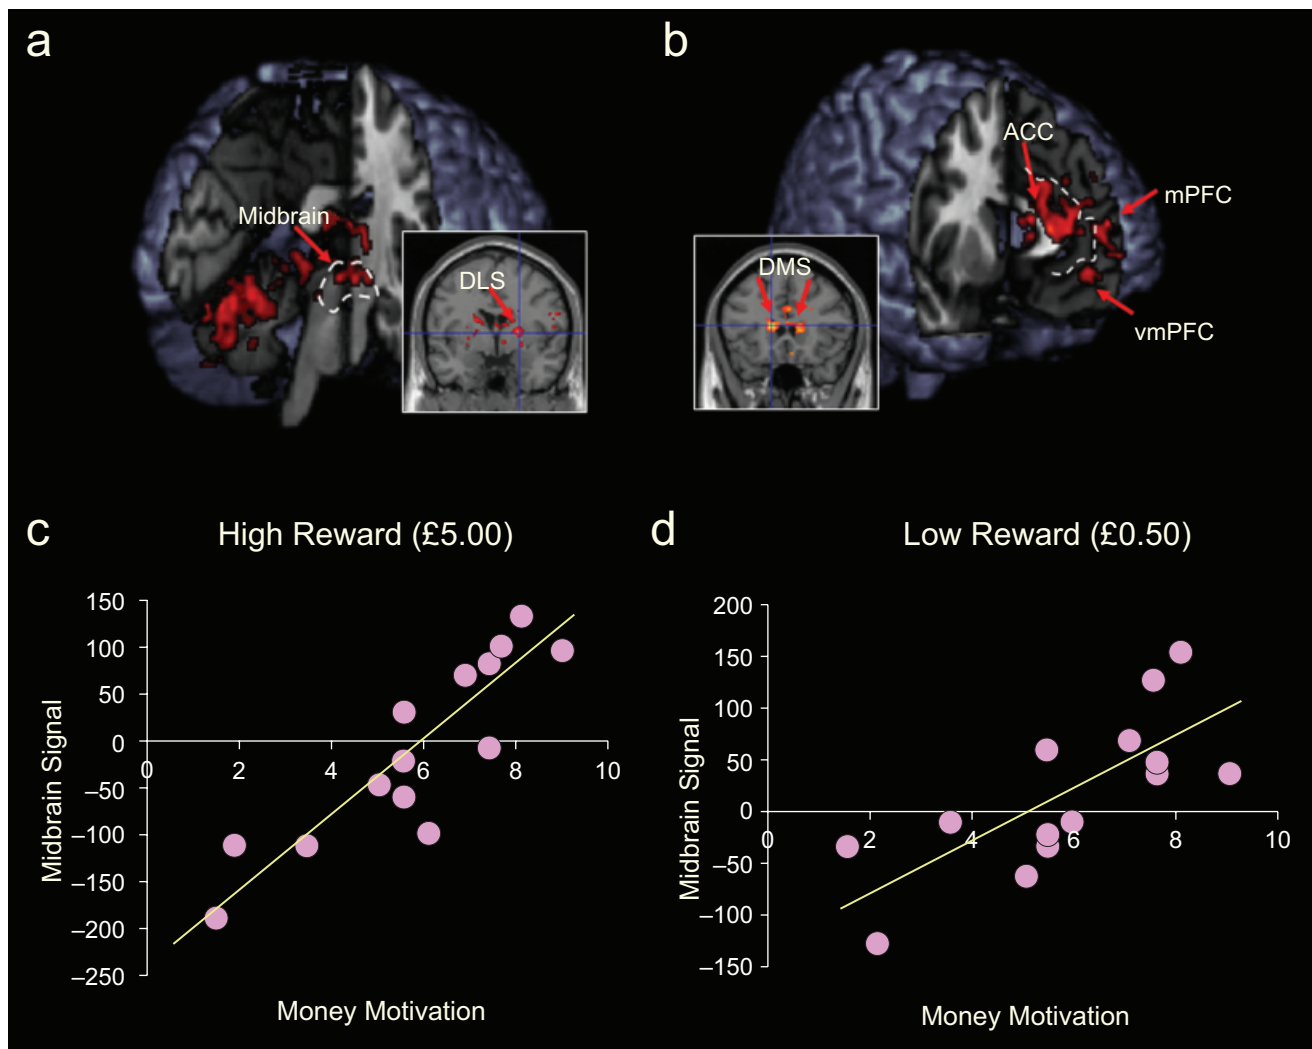 a
b
ACC
mPFC
Midbrain
DLS
DMS
vmPFC
c
High Reward (£5.00)
d
Low Reward (£0.50)
150
100
50
0
–50
–100
–150
–200
–250
0
2
4
6
8
10
Midbrain Signal
Money Motivation
200
150
100
50
0
–50
–100
–150
0
2
4
6
8
10
Midbrain Signal
Money Motivation